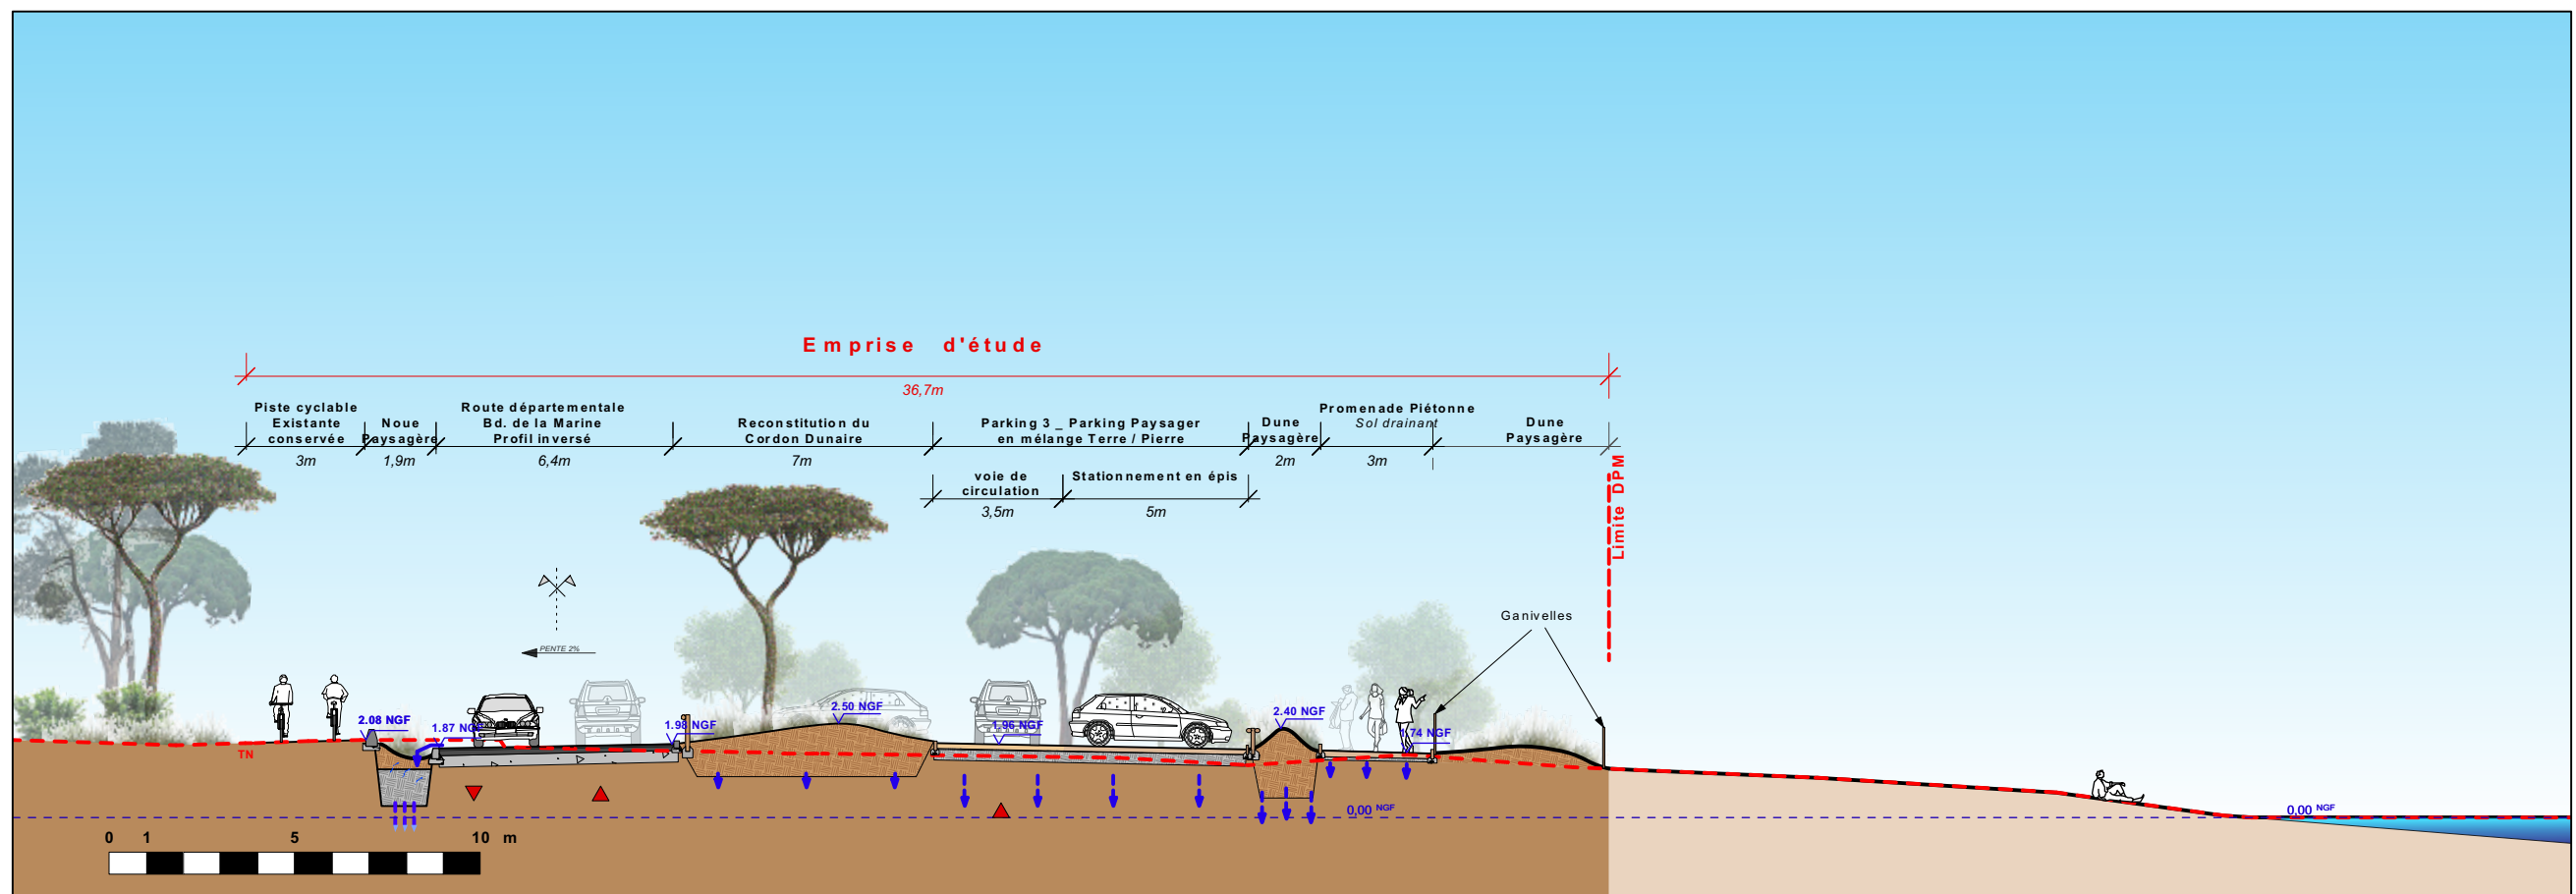 Emprise d'étude
36,7m
Piste cyclable
Existante
conservée
3m
Noue
Paysagère
1,9m
Route départementale
Bd. de la Marine
Profil inversé
6,4m
Reconstitution du
Cordon Dunaire
7m
Parking 3 _ Parking Paysager
en mélange Terre / Pierre
voie de
circulation
3,5m
Stationnement en épis
5m
Dune
Paysagère
2m
Promenade Piétonne
Sol drainant
3m
Dune
Paysagère
Limite DPM
Ganivelles
PENTE 2%
2.08 NGF
1.87 NGF
1.98 NGF
2.50 NGF
1.96 NGF
2.40 NGF
1.74 NGF
TN
0,00 NGF
0,00 NGF
0 1 5 10 m